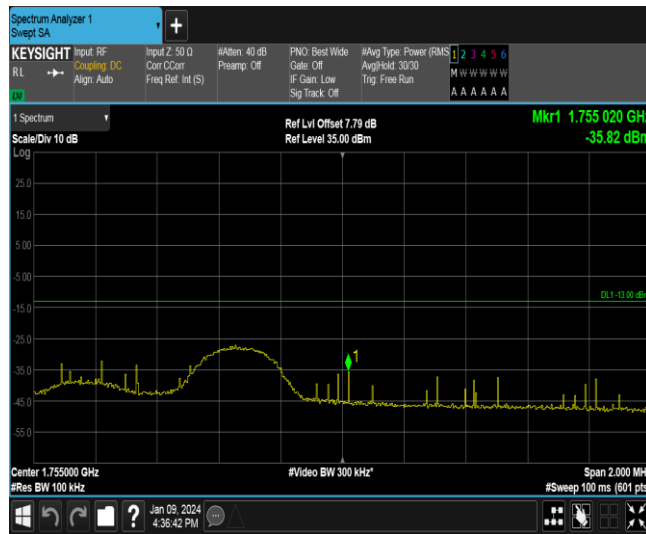 Spectrum Analyzer 1
Swept SA
KEYSIGHT
RL
Input: RF
Coupling: DC
Align: Auto
Input Z: 50 Ω
Corr CCorr
Freq Ref: Int (S)
#Atten: 40 dB
Preamp: Off
PNO: Best Wide
Gate: Off
IF Gain: Low
Sig Track: Off
#Avg Type: Power (RMS
Avg|Hold: 30/30
Trig: Free Run
1 2 3 4 5 6
M W W W W W
A A A A A A
1 Spectrum
Scale/Div 10 dB
Ref Lvl Offset 7.79 dB
Ref Level 35.00 dBm
Mkr1 1.755 020 GHz
-35.82 dBm
Log
25.0
15.0
5.00
-5.00
DL1 -13.00 dBm
-15.0
-25.0
1
-35.0
-45.0
-55.0
Center 1.755000 GHz
#Video BW 300 kHz*
Span 2.000 MH
#Res BW 100 kHz
#Sweep 100 ms (601 pts
?
Jan 09, 2024
4:36:42 PM